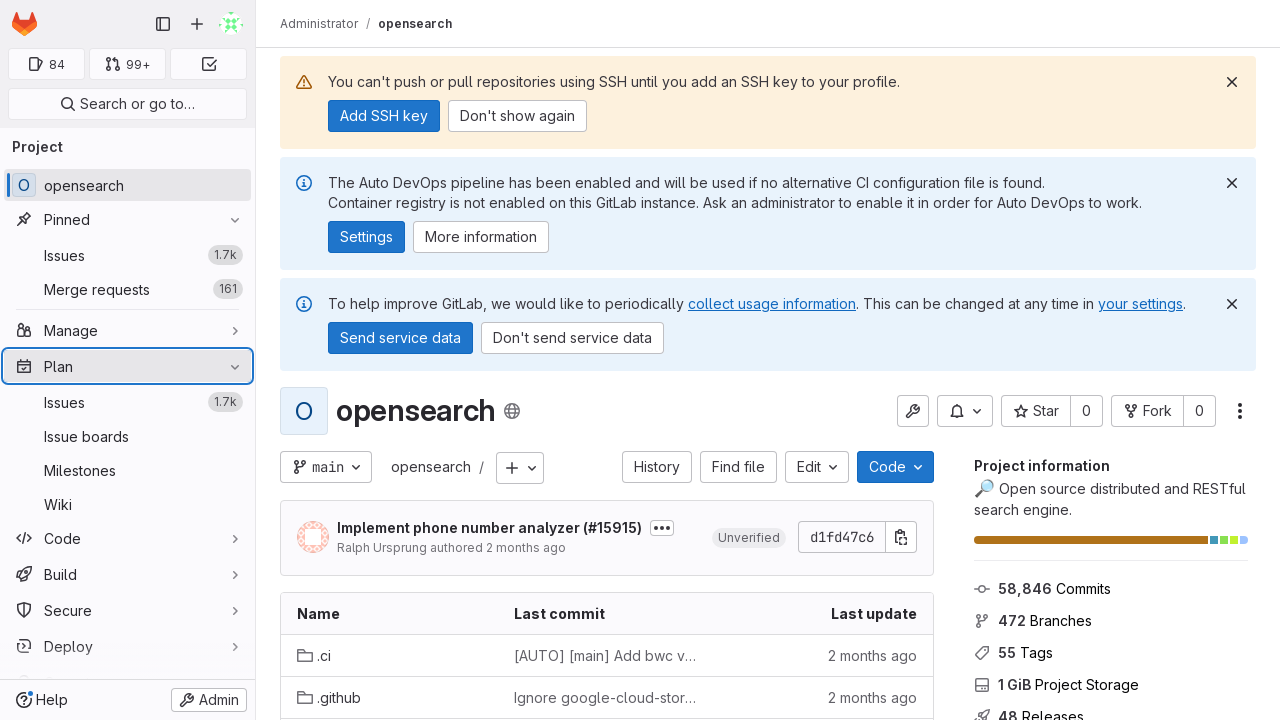 Administrator / opensearch
84
99+
Search or go to…
Project
O opensearch
Pinned
Issues 1.7k
Merge requests 161
Manage
Plan
Issues 1.7k
Issue boards
Milestones
Wiki
Code
Build
Secure
Deploy
Help
Admin
You can't push or pull repositories using SSH until you add an SSH key to your profile.
Add SSH key Don't show again
The Auto DevOps pipeline has been enabled and will be used if no alternative CI configuration file is found.
Container registry is not enabled on this GitLab instance. Ask an administrator to enable it in order for Auto DevOps to work.
Settings More information
To help improve GitLab, we would like to periodically collect usage information. This can be changed at any time in your settings.
Send service data Don't send service data
O opensearch
Star 0 Fork 0
main opensearch / History Find file Edit Code
Implement phone number analyzer (#15915)
Ralph Ursprung authored 2 months ago
Unverified d1fd47c6
Name Last commit Last update
.ci [AUTO] [main] Add bwc v… 2 months ago
.github Ignore google-cloud-stor… 2 months ago
Project information
🔎 Open source distributed and RESTful
search engine.
58,846 Commits
472 Branches
55 Tags
1 GiB Project Storage
48 Releases